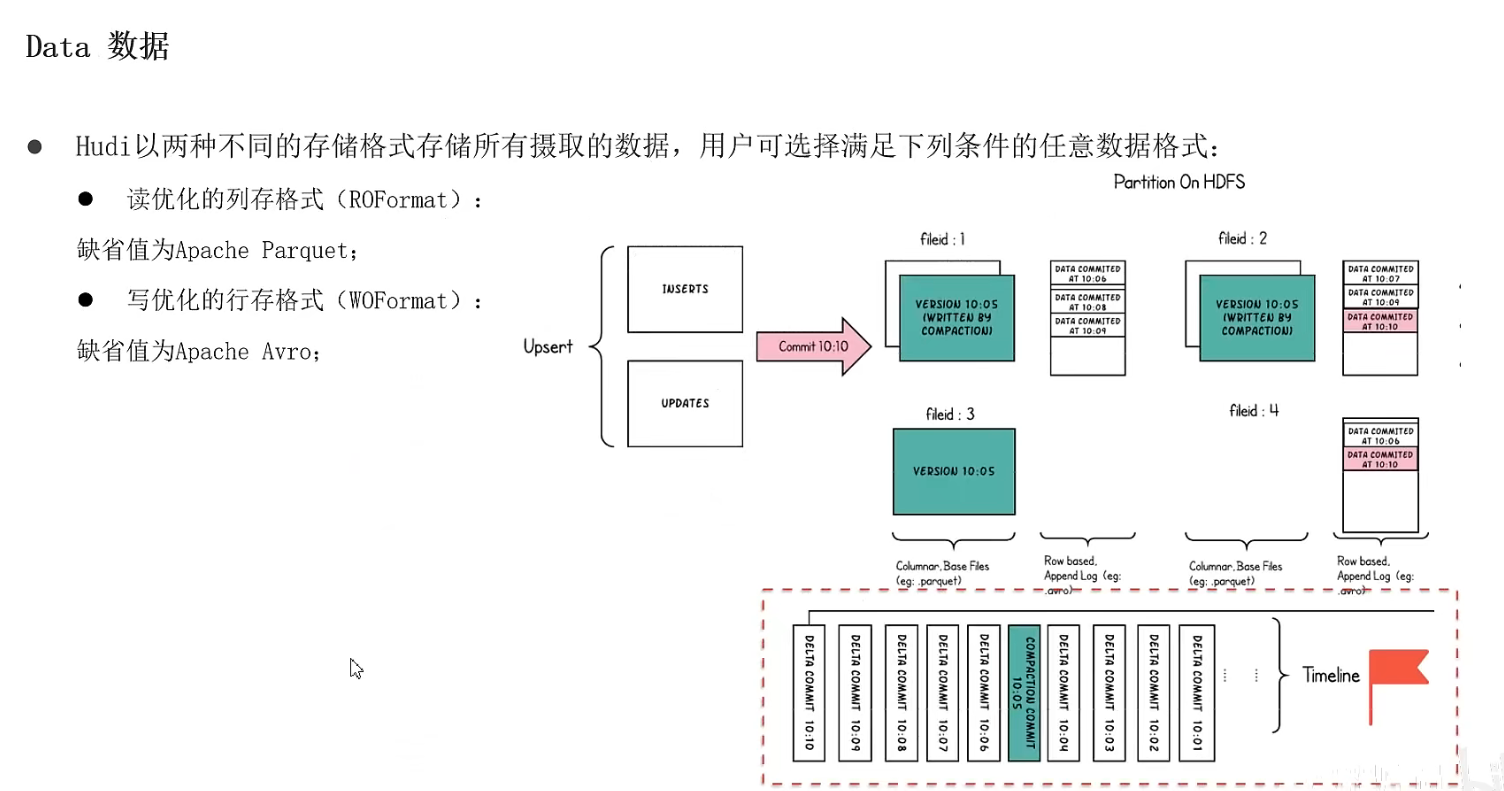 Data 数据
Hudi以两种不同的存储格式存储所有摄取的数据，用户可选择满足下列条件的任意数据格式：
读优化的列存格式（ROFormat）：
缺省值为Apache Parquet；
写优化的行存格式（WOFormat）：
缺省值为Apache Avro；
Partition On HDFS
Upsert
INSERTS
UPDATES
Commit 10:10
fileid : 1
VERSION 10:05
(WRITTEN BY
COMPACTION)
DATA COMMITED
AT 10:06
DATA COMMITED
AT 10:08
DATA COMMITED
AT 10:09
fileid : 2
VERSION 10:05
(WRITTEN BY
COMPACTION)
DATA COMMITED
AT 10:07
DATA COMMITED
AT 10:09
DATA COMMITED
AT 10:10
fileid : 3
VERSION 10:05
fileid : 4
DATA COMMITED
AT 10:06
DATA COMMITED
AT 10:10
Columnar, Base Files
(eg: .parquet)
Row based,
Append Log (eg:
.avro)
Columnar, Base Files
(eg: .parquet)
Row based,
Append Log (eg:
.avro)
DELTA COMMIT 10:10
DELTA COMMIT 10:09
DELTA COMMIT 10:08
DELTA COMMIT 10:07
DELTA COMMIT 10:06
COMPACTION COMMIT
10:05
DELTA COMMIT 10:04
DELTA COMMIT 10:03
DELTA COMMIT 10:02
DELTA COMMIT 10:01
Timeline